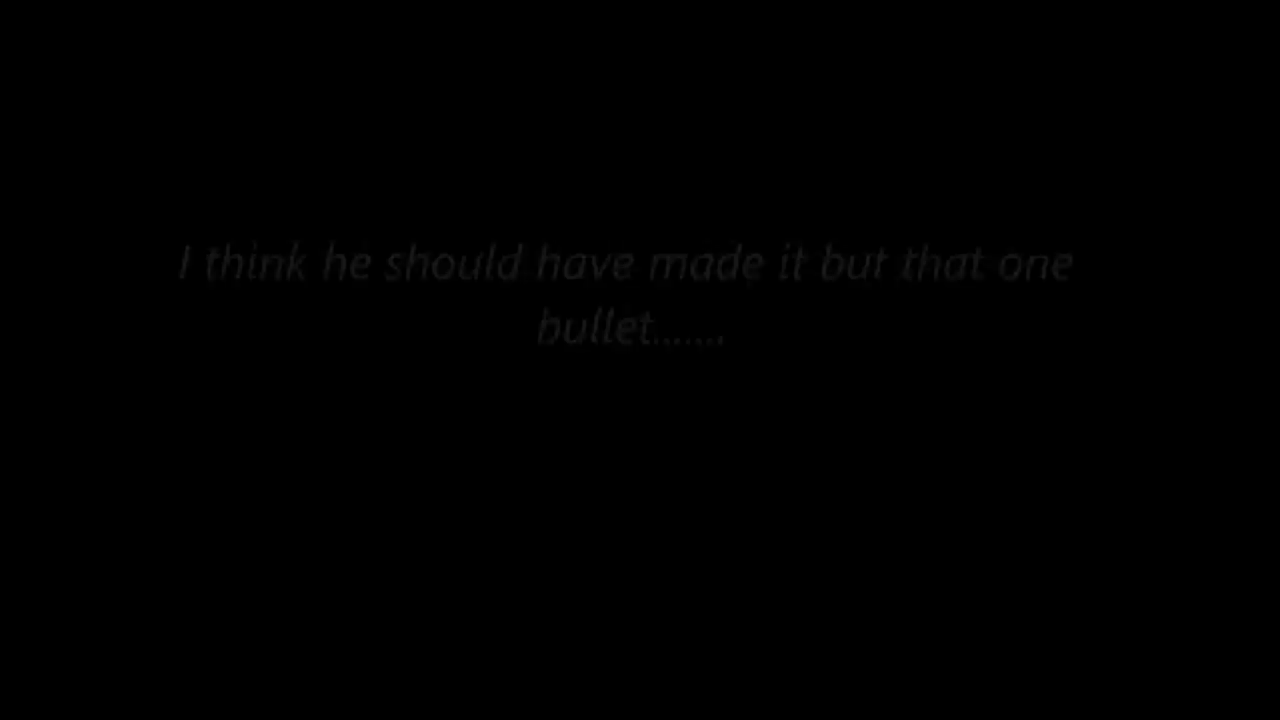 I think he should have made it but that one
bullet.......